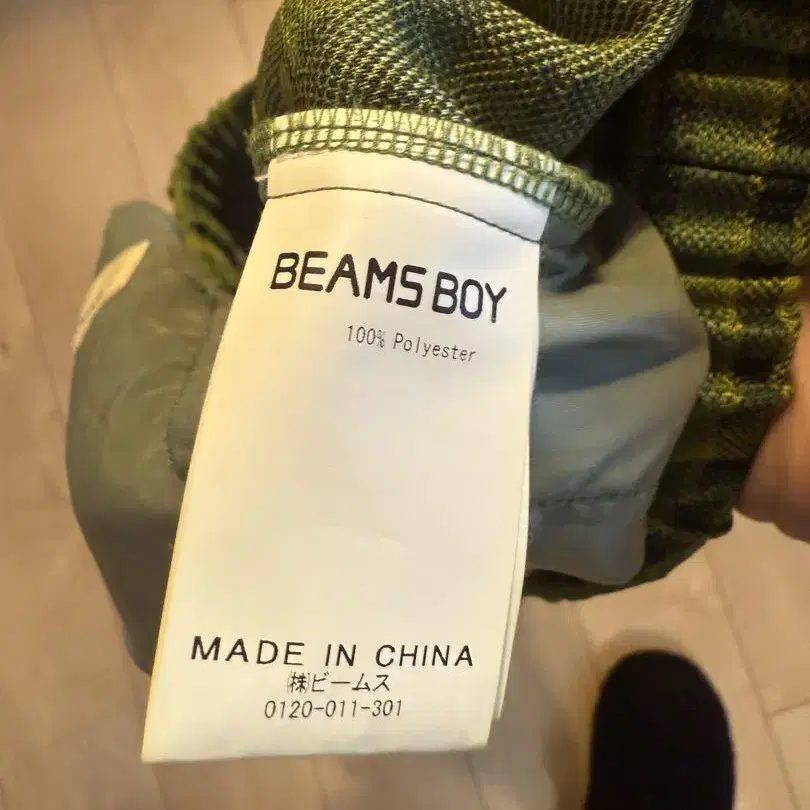 BEAMS BOY
100% Polyester
MADE IN CHINA
㈱ビームス
0120-011-301